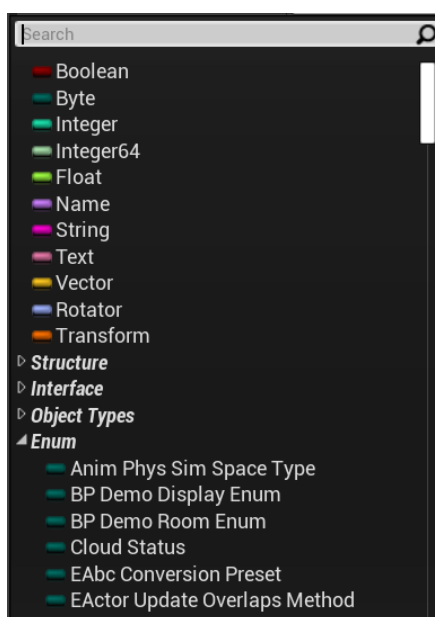 Search
Boolean
Byte
Integer
Integer64
Float
Name
String
Text
Vector
Rotator
Transform
Structure
Interface
Object Types
Enum
Anim Phys Sim Space Type
BP Demo Display Enum
BP Demo Room Enum
Cloud Status
EAbc Conversion Preset
EActor Update Overlaps Method